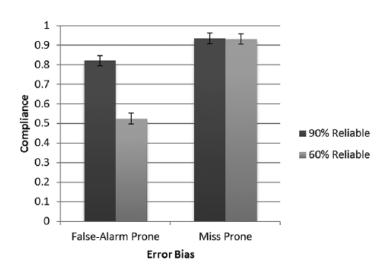 1
0.9
0.8
0.7
0.6
0.5
0.4
0.3
0.2
0.1
0
Compliance
False-Alarm Prone Miss Prone
Error Bias
90% Reliable
60% Reliable